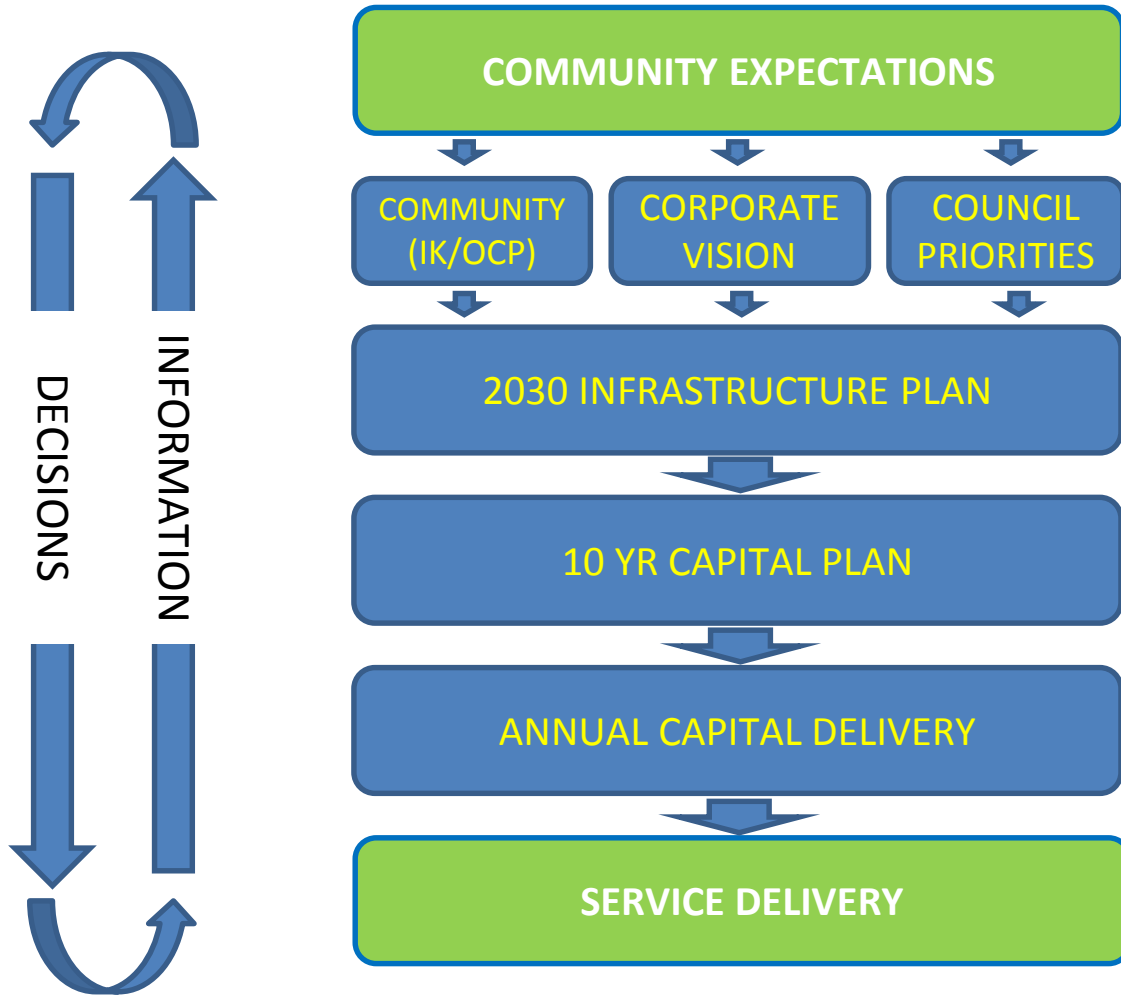 COMMUNITY EXPECTATIONS
COMMUNITY
(IK/OCP)
CORPORATE
VISION
COUNCIL
PRIORITIES
2030 INFRASTRUCTURE PLAN
10 YR CAPITAL PLAN
ANNUAL CAPITAL DELIVERY
SERVICE DELIVERY
DECISIONS
INFORMATION